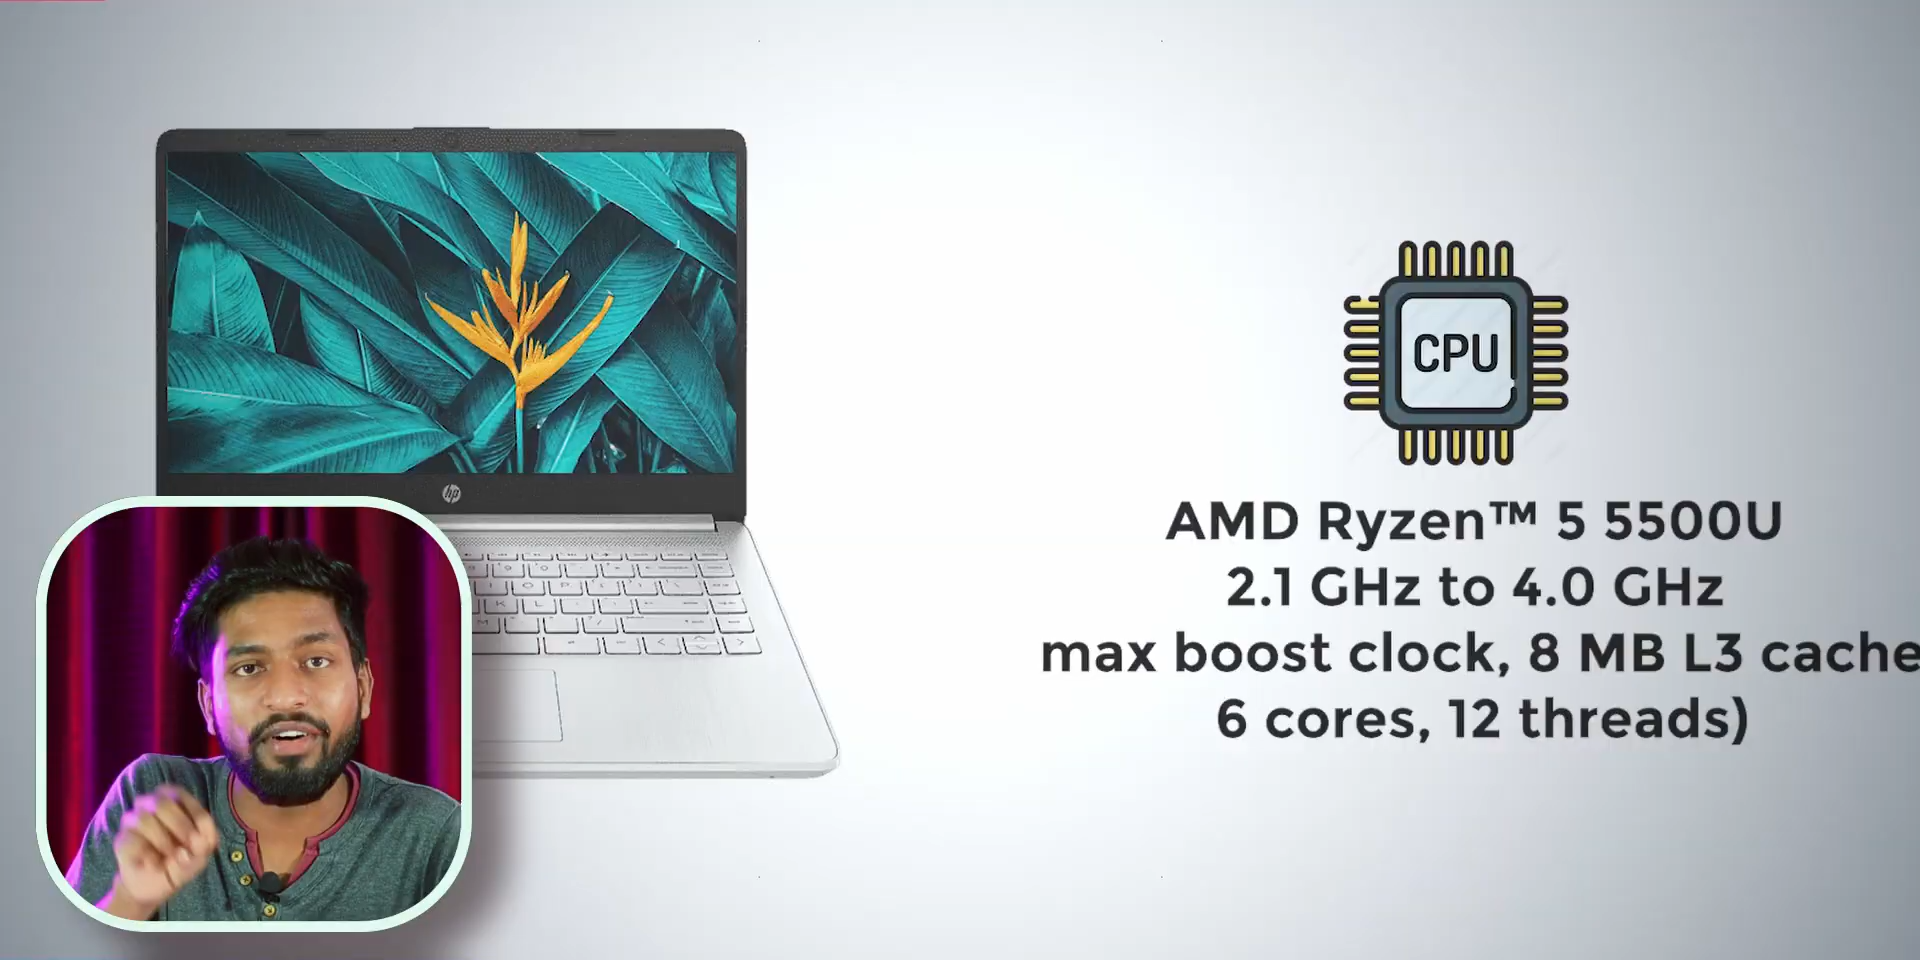 hp
CPU
AMD Ryzen™ 5 5500U
2.1 GHz to 4.0 GHz
max boost clock, 8 MB L3 cache
6 cores, 12 threads)